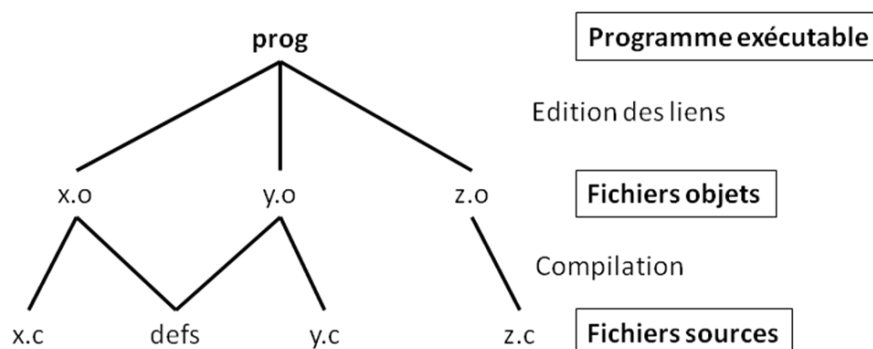 prog Programme exécutable
Edition des liens
x.o y.o z.o Fichiers objets
Compilation
x.c defs y.c z.c Fichiers sources